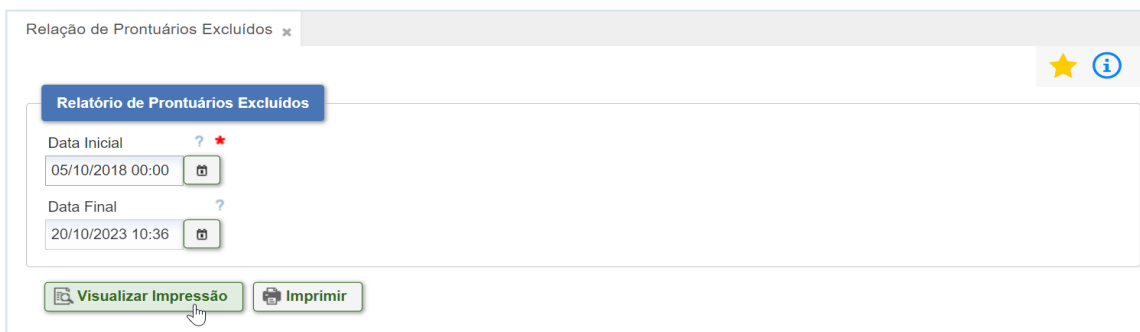 Relação de Prontuários Excluídos
Relatório de Prontuários Excluídos
Data Inicial ? *
05/10/2018 00:00
Data Final ?
20/10/2023 10:36
Visualizar Impressão Imprimir